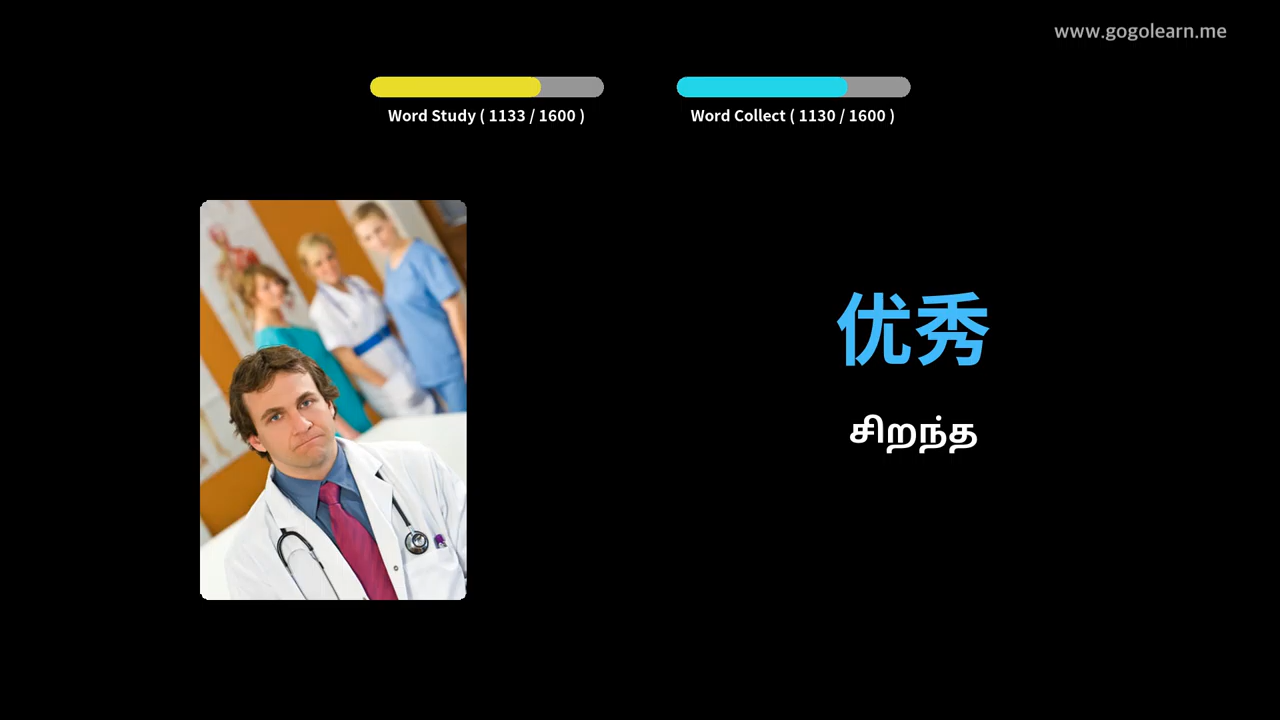 www.gogolearn.me
Word Study ( 1133 / 1600 )
Word Collect ( 1130 / 1600 )
优秀
சிறந்த